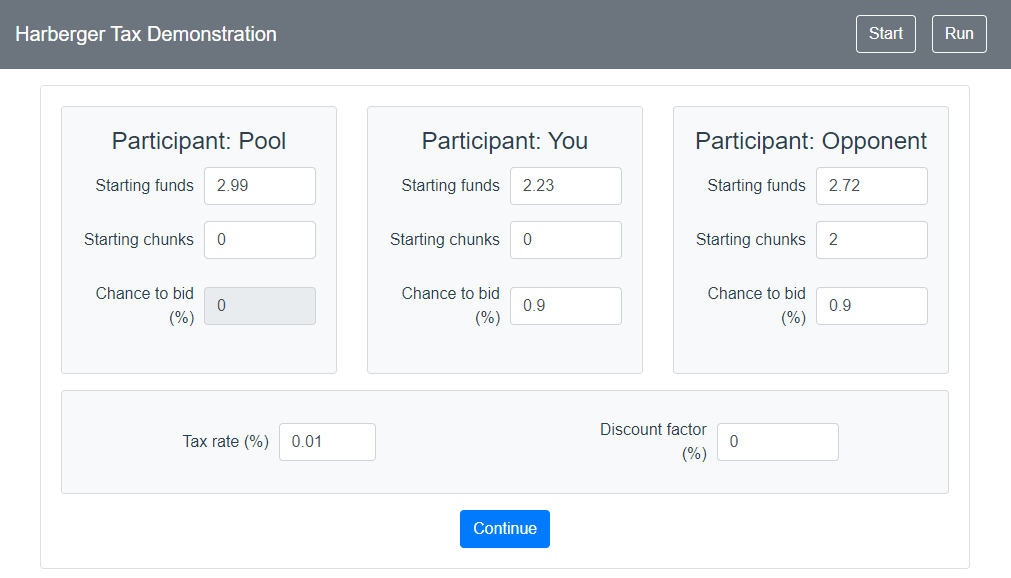 Harberger Tax Demonstration
Start
Run
Participant: Pool
Starting funds 2.99
Starting chunks 0
Chance to bid
(%) 0
Participant: You
Starting funds 2.23
Starting chunks 0
Chance to bid
(%) 0.9
Participant: Opponent
Starting funds 2.72
Starting chunks 2
Chance to bid
(%) 0.9
Tax rate (%) 0.01
Discount factor
(%) 0
Continue